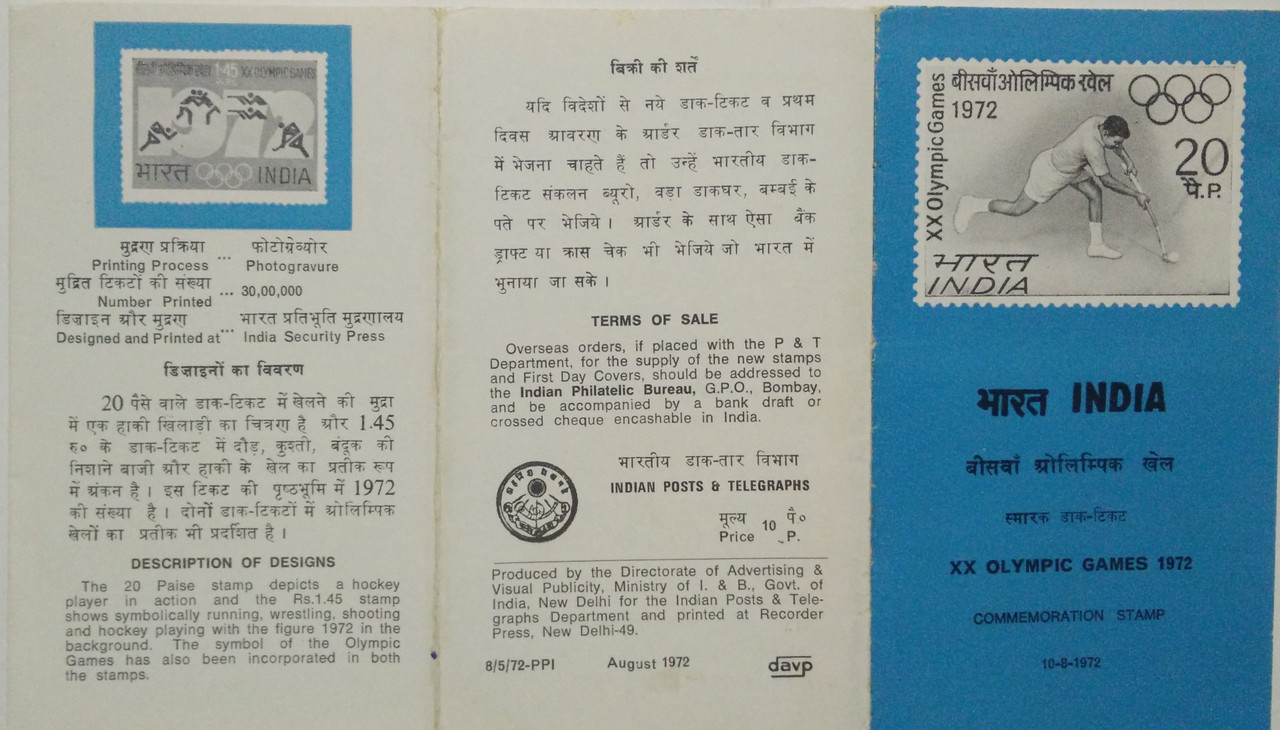 बीसवाँ ओलिम्पिक खेल 1.45 XX OLYMPIC GAMES
1972
भारत INDIA
मुद्रण प्रक्रिया ... फोटोग्रेव्योर
Printing Process Photogravure
मुद्रित टिकटों की संख्या ... 30,00,000
Number Printed
डिज़ाइन और मुद्रण ... भारत प्रतिभूति मुद्रणालय
Designed and Printed at India Security Press
डिज़ाइनों का विवरण
20 पैसे वाले डाक-टिकट में खेलने की मुद्रा
में एक हाकी खिलाड़ी का चित्रण है और 1.45
रु० के डाक-टिकट में दौड़, कुश्ती, बंदूक की
निशाने बाजी और हाकी के खेल का प्रतीक रूप
में अंकन है। इस टिकट की पृष्ठभूमि में 1972
की संख्या है। दोनों डाक-टिकटों में ओलिम्पिक
खेलों का प्रतीक भी प्रदर्शित है।
DESCRIPTION OF DESIGNS
The 20 Paise stamp depicts a hockey
player in action and the Rs.1.45 stamp
shows symbolically running, wrestling, shooting
and hockey playing with the figure 1972 in the
background. The symbol of the Olympic
Games has also been incorporated in both
the stamps.
बिक्री की शर्तें
यदि विदेशों से नये डाक-टिकट व प्रथम
दिवस आवरण के आर्डर डाक-तार विभाग
में भेजना चाहते हैं तो उन्हें भारतीय डाक-
टिकट संकलन ब्यूरो, बड़ा डाकघर, बम्बई के
पते पर भेजिये। आर्डर के साथ ऐसा बैंक
ड्राफ्ट या क्रास चेक भी भेजिये जो भारत में
भुनाया जा सके।
TERMS OF SALE
Overseas orders, if placed with the P & T
Department, for the supply of the new stamps
and First Day Covers, should be addressed to
the Indian Philatelic Bureau, G.P.O., Bombay,
and be accompanied by a bank draft or
crossed cheque encashable in India.
भारतीय डाक-तार विभाग
INDIAN POSTS & TELEGRAPHS
मूल्य 10 पै०
Price P.
Produced by the Directorate of Advertising &
Visual Publicity, Ministry of I. & B., Govt. of
India, New Delhi for the Indian Posts & Tele-
graphs Department and printed at Recorder
Press, New Delhi-49.
8/5/72-PPI August 1972 davp
XX Olympic Games
बीसवाँ ओलिम्पिक खेल
1972
20
पै.P.
भारत
INDIA
भारत INDIA
बीसवाँ ओलिम्पिक खेल
स्मारक डाक-टिकट
XX OLYMPIC GAMES 1972
COMMEMORATION STAMP
10-8-1972